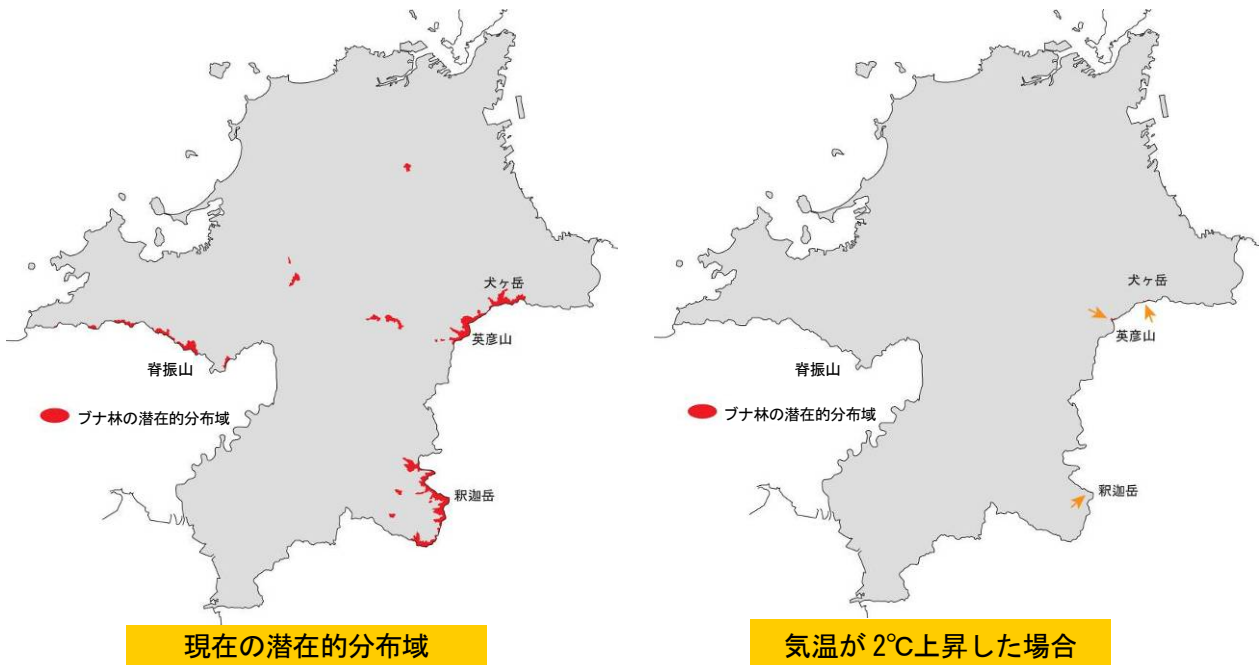 犬ヶ岳
英彦山
脊振山
ブナ林の潜在的分布域
釈迦岳
現在の潜在的分布域
犬ヶ岳
英彦山
脊振山
ブナ林の潜在的分布域
釈迦岳
気温が2℃上昇した場合